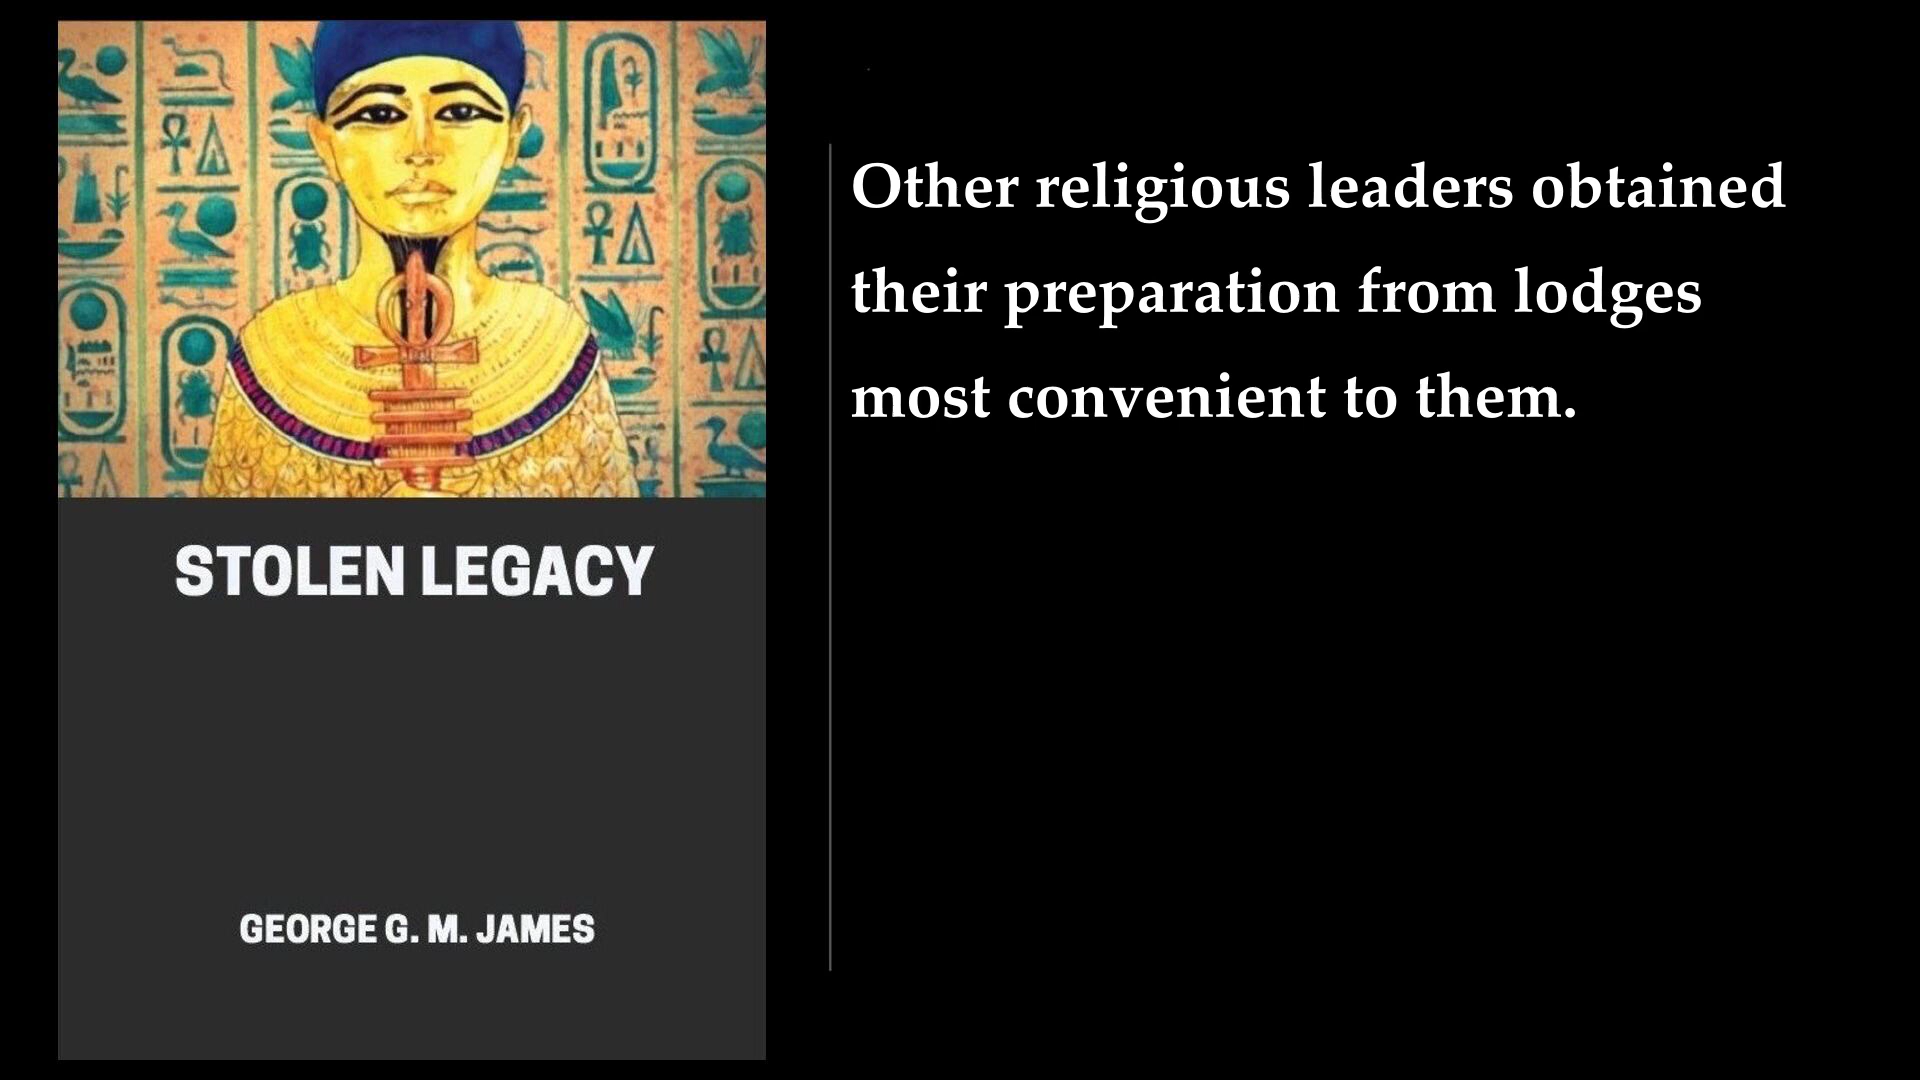 STOLEN LEGACY
GEORGE G. M. JAMES
Other religious leaders obtained
their preparation from lodges
most convenient to them.